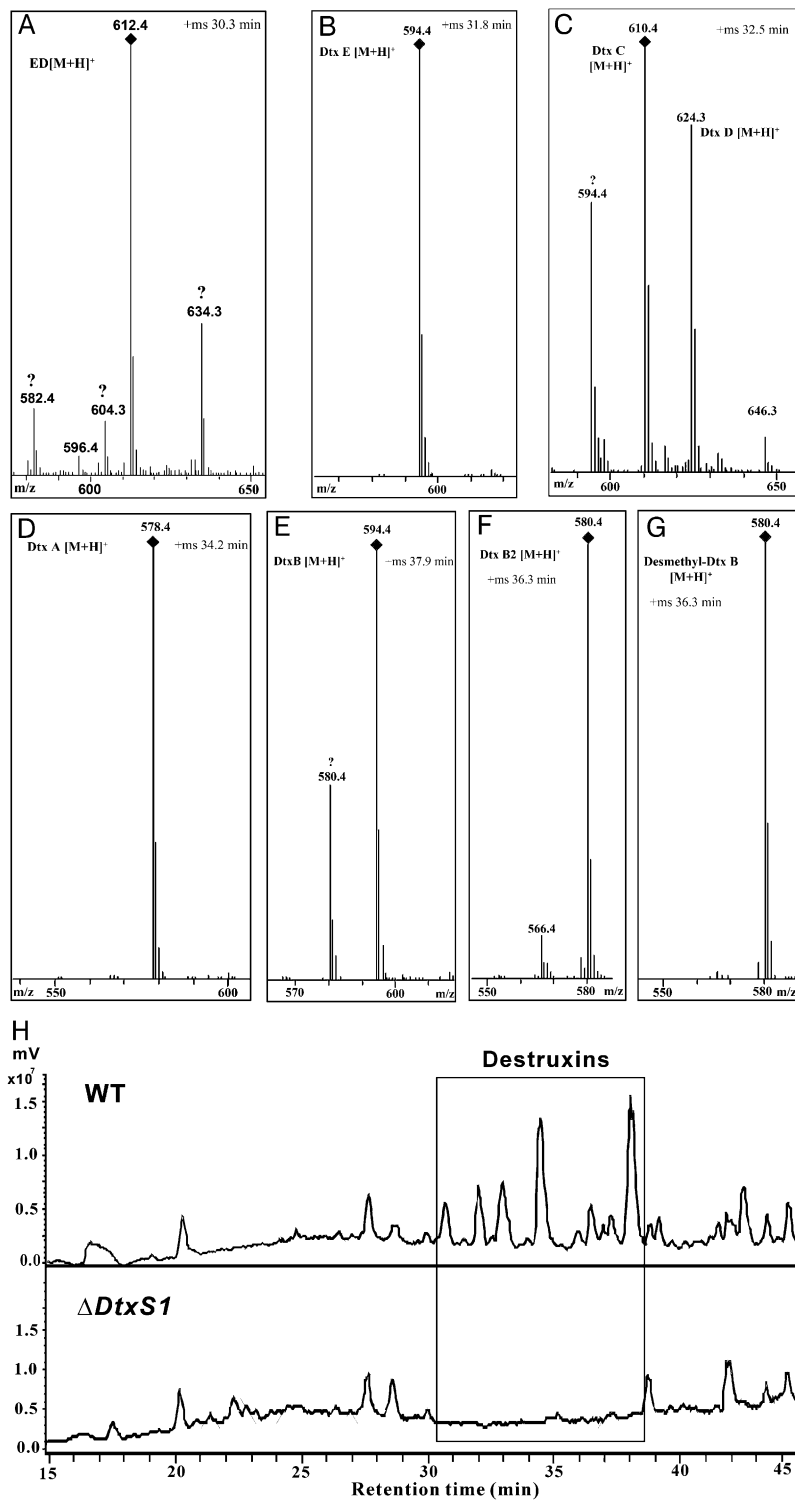 A
612.4
+ms 30.3 min
ED[M+H]+
?
634.3
?
582.4
?
604.3
596.4
m/z
600
650
B
594.4
+ms 31.8 min
Dtx E [M+H]+
m/z
600
C
610.4
+ms 32.5 min
Dtx C
[M+H]+
624.3
Dtx D [M+H]+
?
594.4
646.3
m/z
600
650
D
578.4
Dtx A [M+H]+
+ms 34.2 min
m/z
550
600
E
594.4
DtxB [M+H]+
+ms 37.9 min
?
580.4
570
600
m/z
F
580.4
Dtx B2 [M+H]+
+ms 36.3 min
566.4
550
580
m/z
G
580.4
Desmethyl-Dtx B
[M+H]+
+ms 36.3 min
550
580
m/z
H
mV
x10⁷
Destruxins
WT
1.5
1.0
0.5
0.0
ΔDtxS1
1.5
1.0
0.5
0.0
15
20
25
30
35
40
45
Retention time (min)